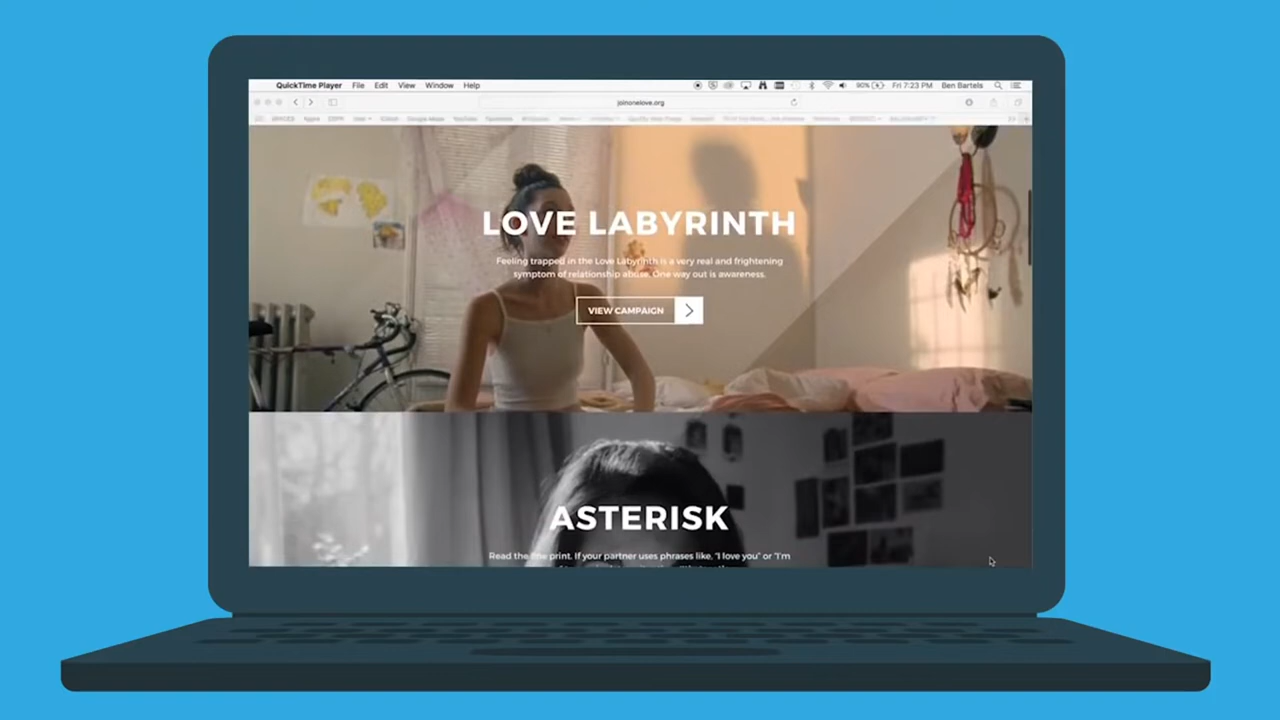 QuickTime Player File Edit View Window Help 90% Fri 7:23 PM Ben Bartels
joinonelove.org
LOVE LABYRINTH
Feeling trapped in the Love Labyrinth is a very real and frightening
symptom of relationship abuse. One way out is awareness.
VIEW CAMPAIGN
ASTERISK
Read the fine print. If your partner uses phrases like, "I love you" or "I'm